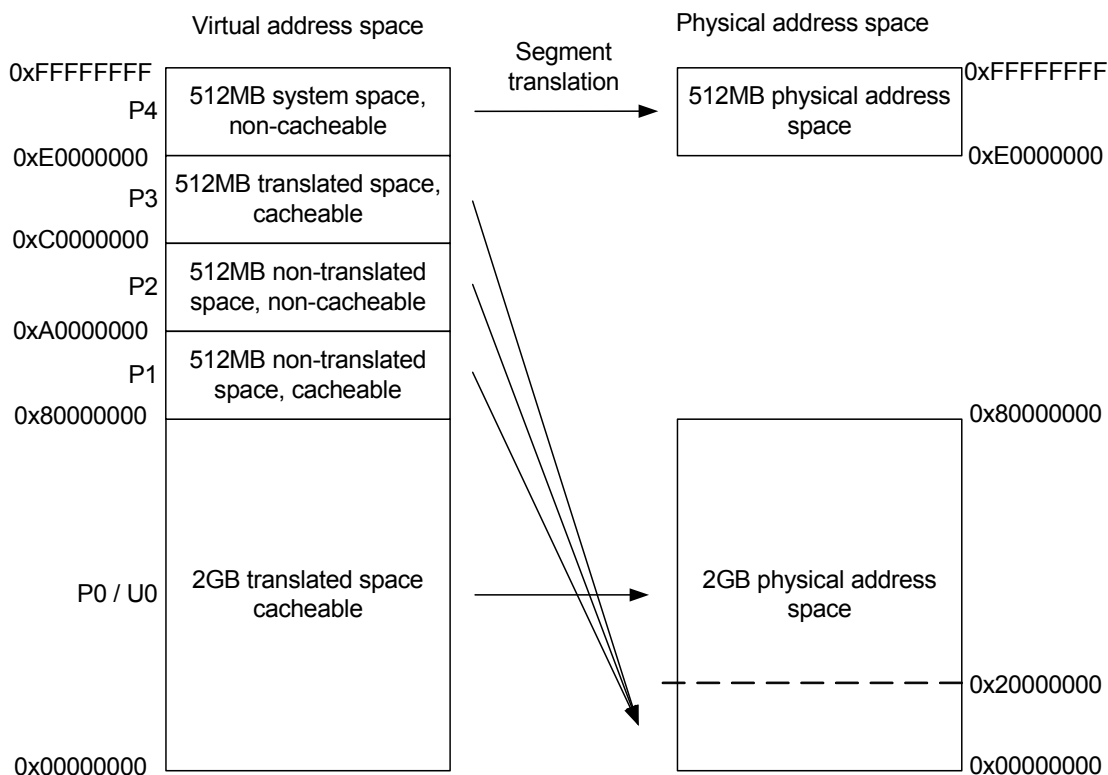 Virtual address space
Physical address space
Segment
translation
0xFFFFFFFF
P4
512MB system space,
non-cacheable
0xE0000000
P3
512MB translated space,
cacheable
0xC0000000
P2
512MB non-translated
space, non-cacheable
0xA0000000
P1
512MB non-translated
space, cacheable
0x80000000
P0 / U0
2GB translated space
cacheable
0x00000000
0xFFFFFFFF
512MB physical address
space
0xE0000000
0x80000000
2GB physical address
space
0x20000000
0x00000000